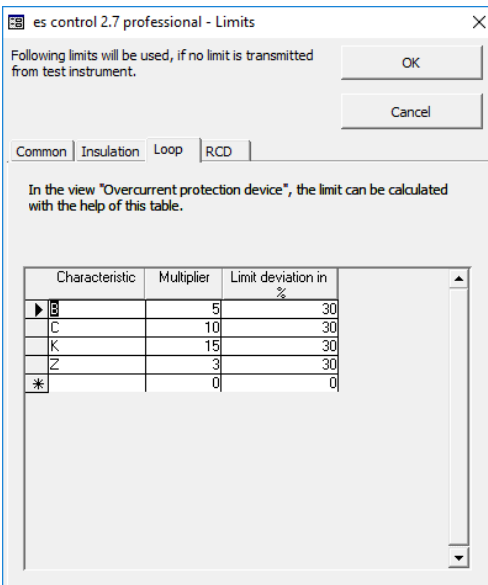 es control 2.7 professional - Limits
Following limits will be used, if no limit is transmitted
from test instrument.
OK
Cancel
Common Insulation Loop RCD
In the view "Overcurrent protection device", the limit can be calculated
with the help of this table.
Characteristic Multiplier Limit deviation in
%
B 5 30
C 10 30
K 15 30
Z 3 30
0 0